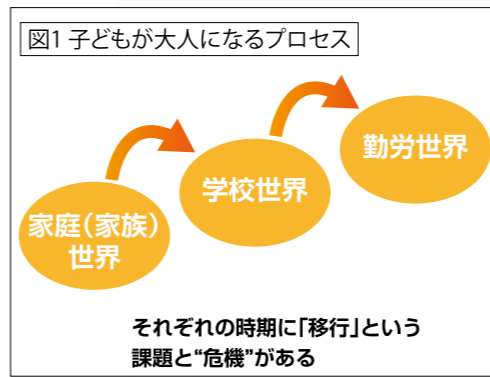 図1 子どもが大人になるプロセス
勤労世界
学校世界
家庭（家族）
世界
それぞれの時期に「移行」という
課題と“危機”がある